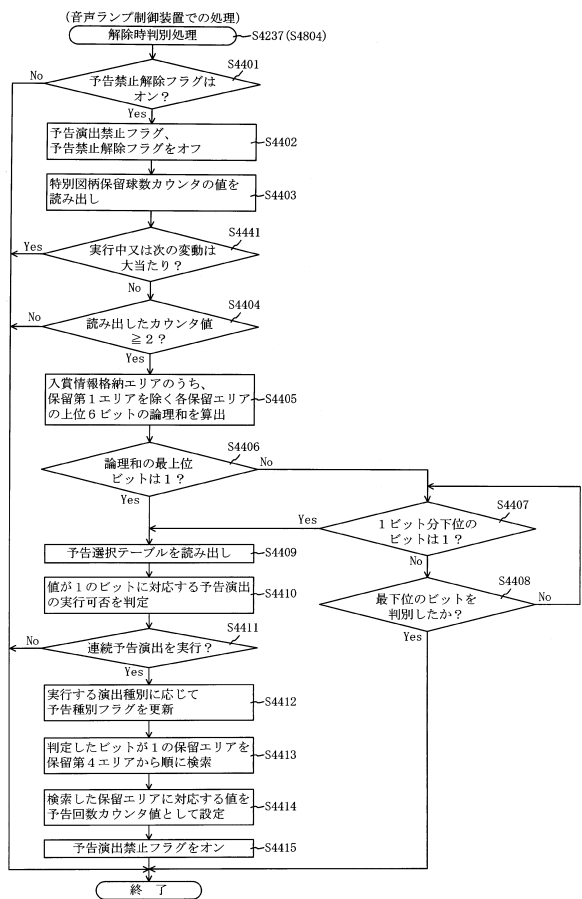 (音声ランプ制御装置での処理)
解除時判別処理
S4237(S4804)
S4401
No
予告禁止解除フラグは
オン?
Yes
予告演出禁止フラグ、
予告禁止解除フラグをオフ
S4402
特別図柄保留球数カウンタの値を
読み出し
S4403
S4441
Yes
実行中又は次の変動は
大当たり?
No
S4404
No
読み出したカウンタ値
≧2?
Yes
入賞情報格納エリアのうち、
保留第1エリアを除く各保留エリア
の上位6ビットの論理和を算出
S4405
S4406
論理和の最上位
ビットは1?
No
Yes
S4407
Yes
1ビット分下位の
ビットは1?
No
予告選択テーブルを読み出し
S4409
S4408
最下位のビットを
判別したか?
No
Yes
値が1のビットに対応する予告演出
の実行可否を判定
S4410
S4411
No
連続予告演出を実行?
Yes
実行する演出種別に応じて
予告種別フラグを更新
S4412
判定したビットが1の保留エリアを
保留第4エリアから順に検索
S4413
検索した保留エリアに対応する値を
予告回数カウンタ値として設定
S4414
予告演出禁止フラグをオン
S4415
終了